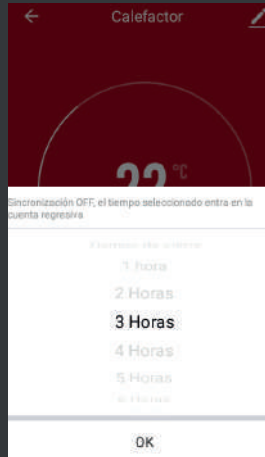 Calefactor
22 °C
Sincronización OFF, el tiempo seleccionado entra en la
cuenta regresiva
1 hora
2 Horas
3 Horas
4 Horas
5 Horas
OK